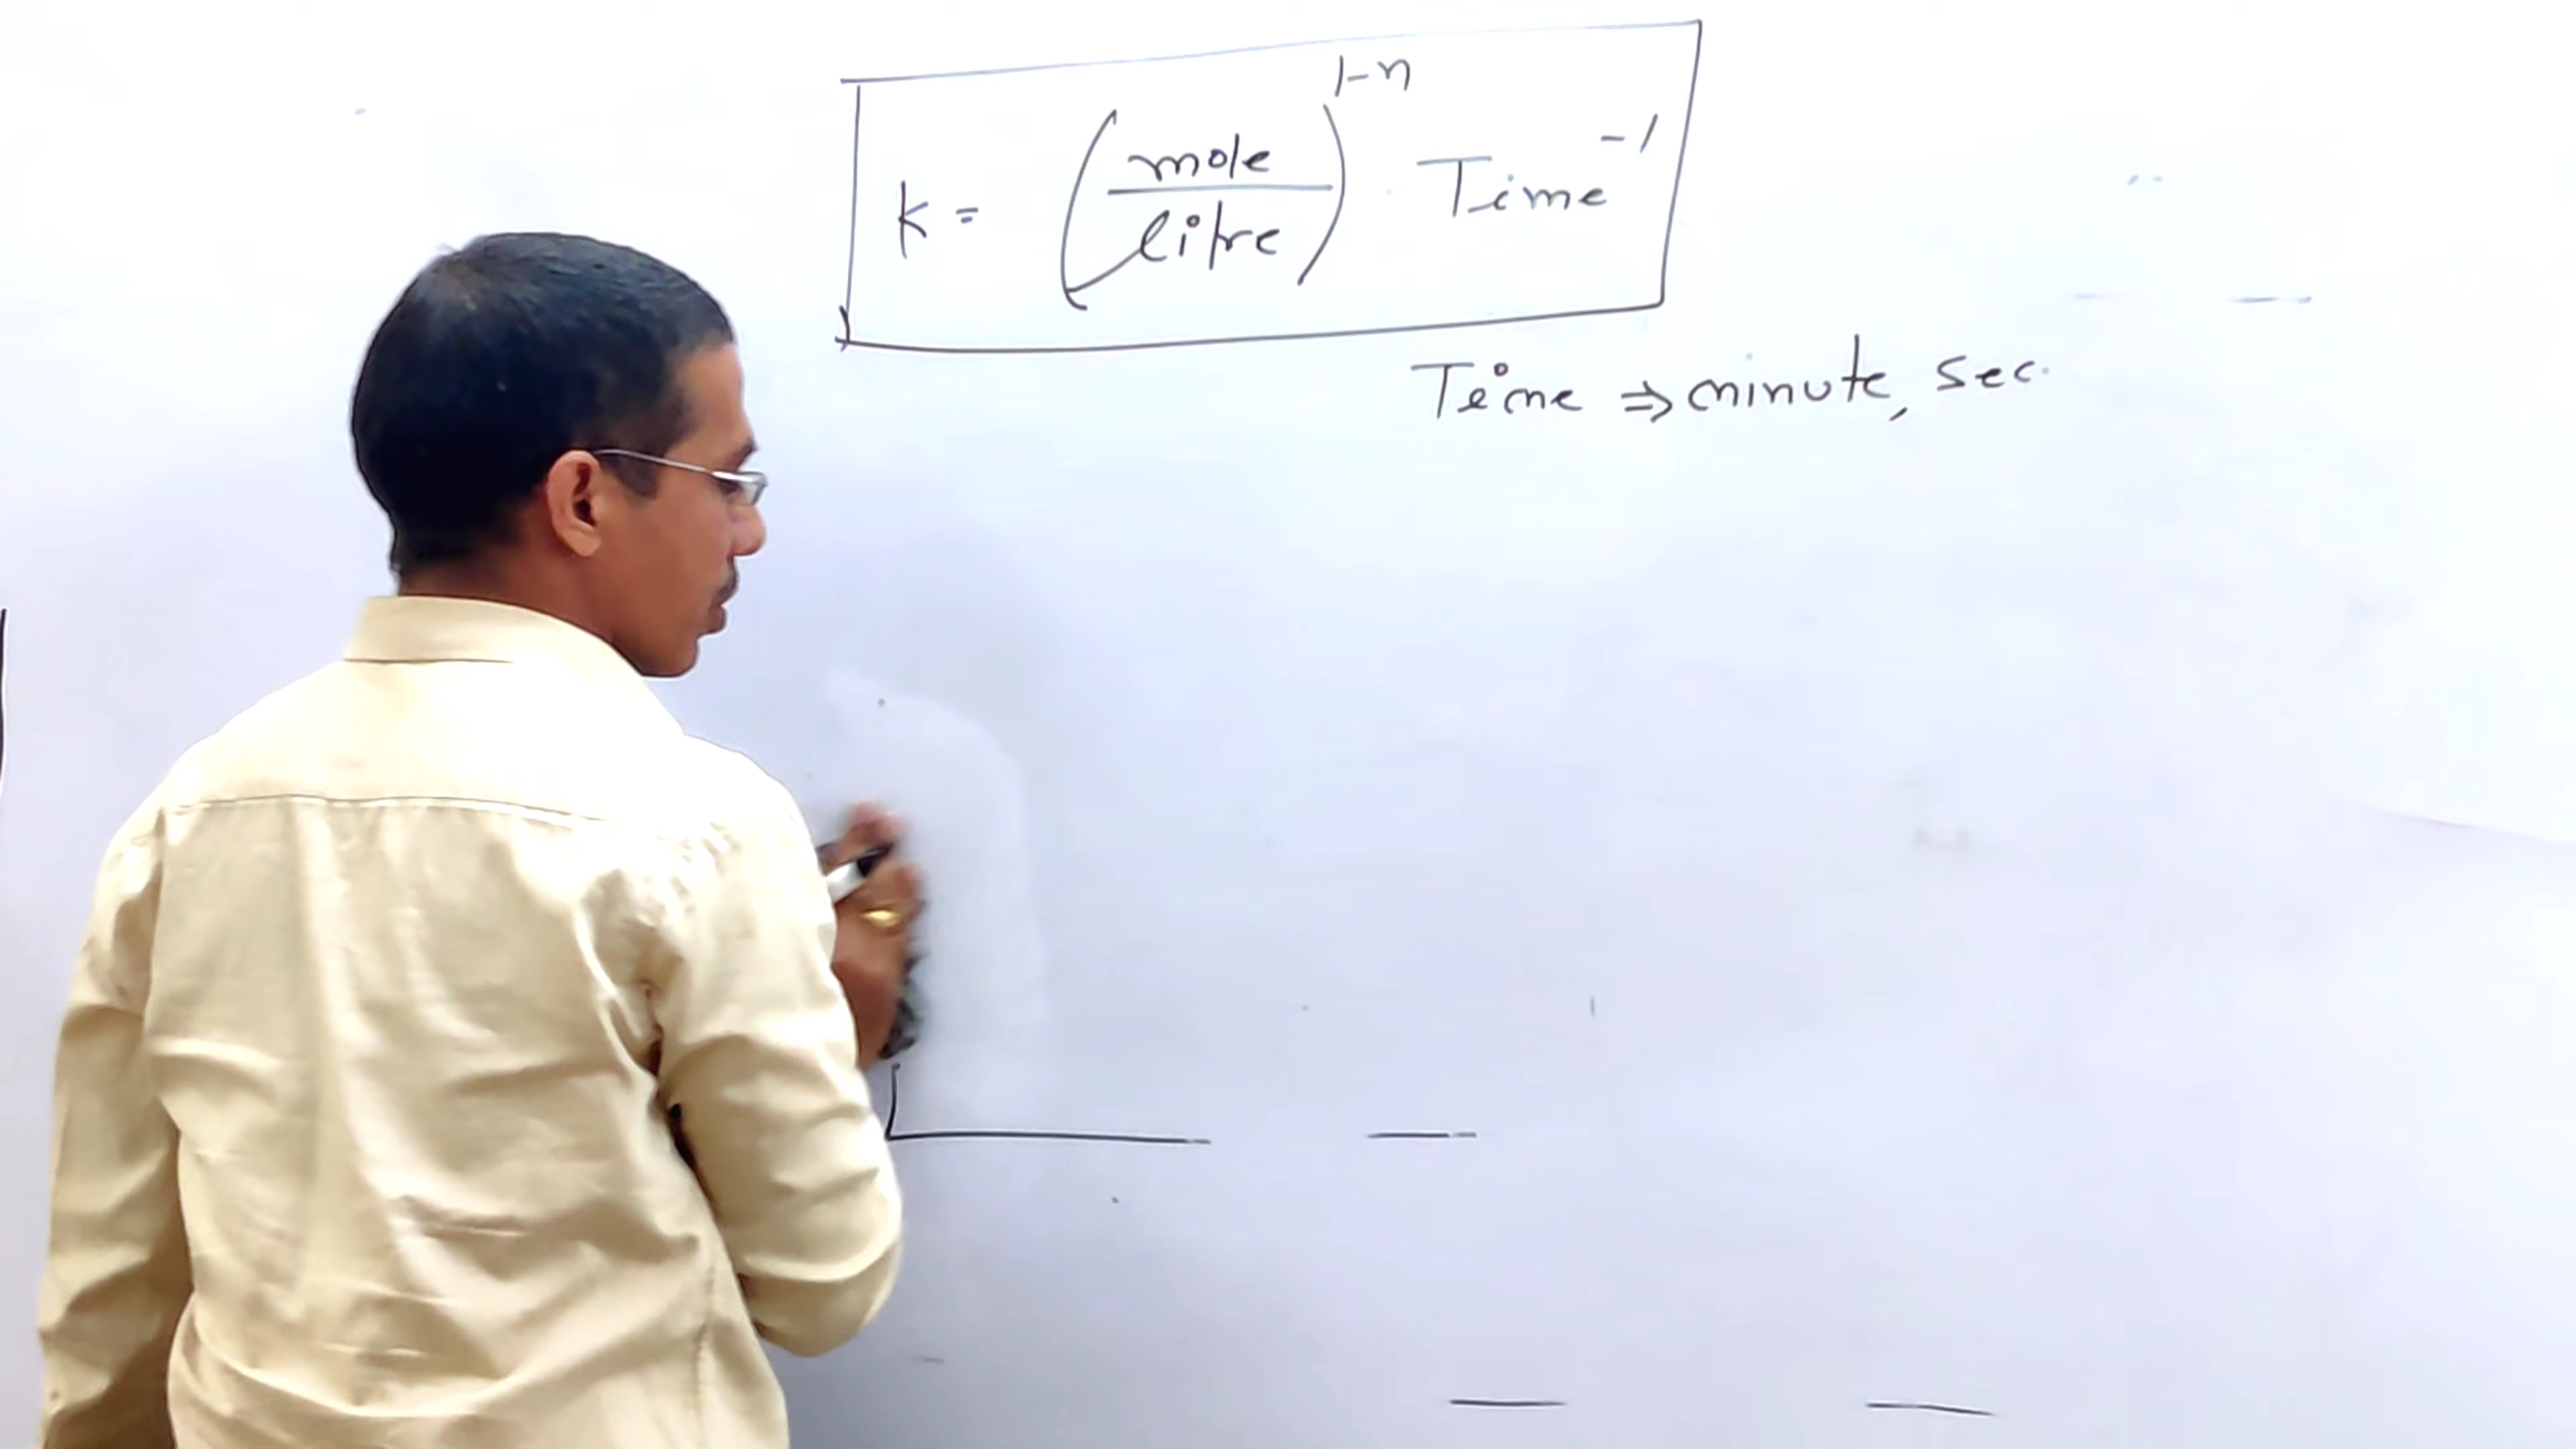 k = (mole/litre)^1-n Time^-1
Time ⇒ minute, sec.